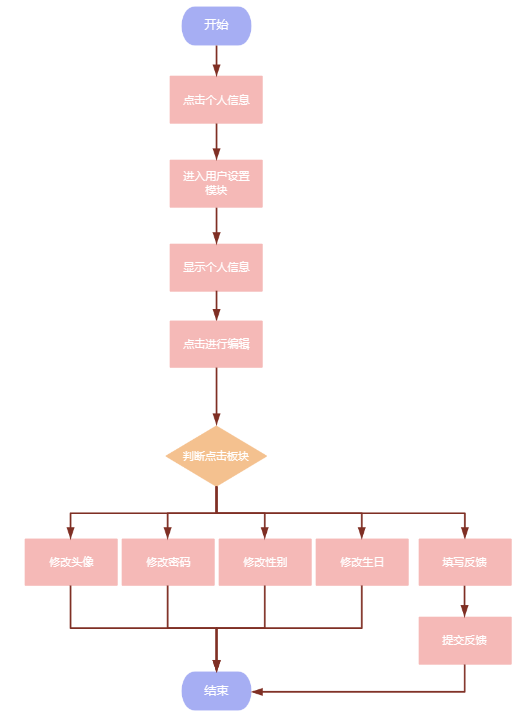 开始
点击个人信息
进入用户设置
模块
显示个人信息
点击进行编辑
判断点击板块
修改头像
修改密码
修改性别
修改生日
填写反馈
提交反馈
结束